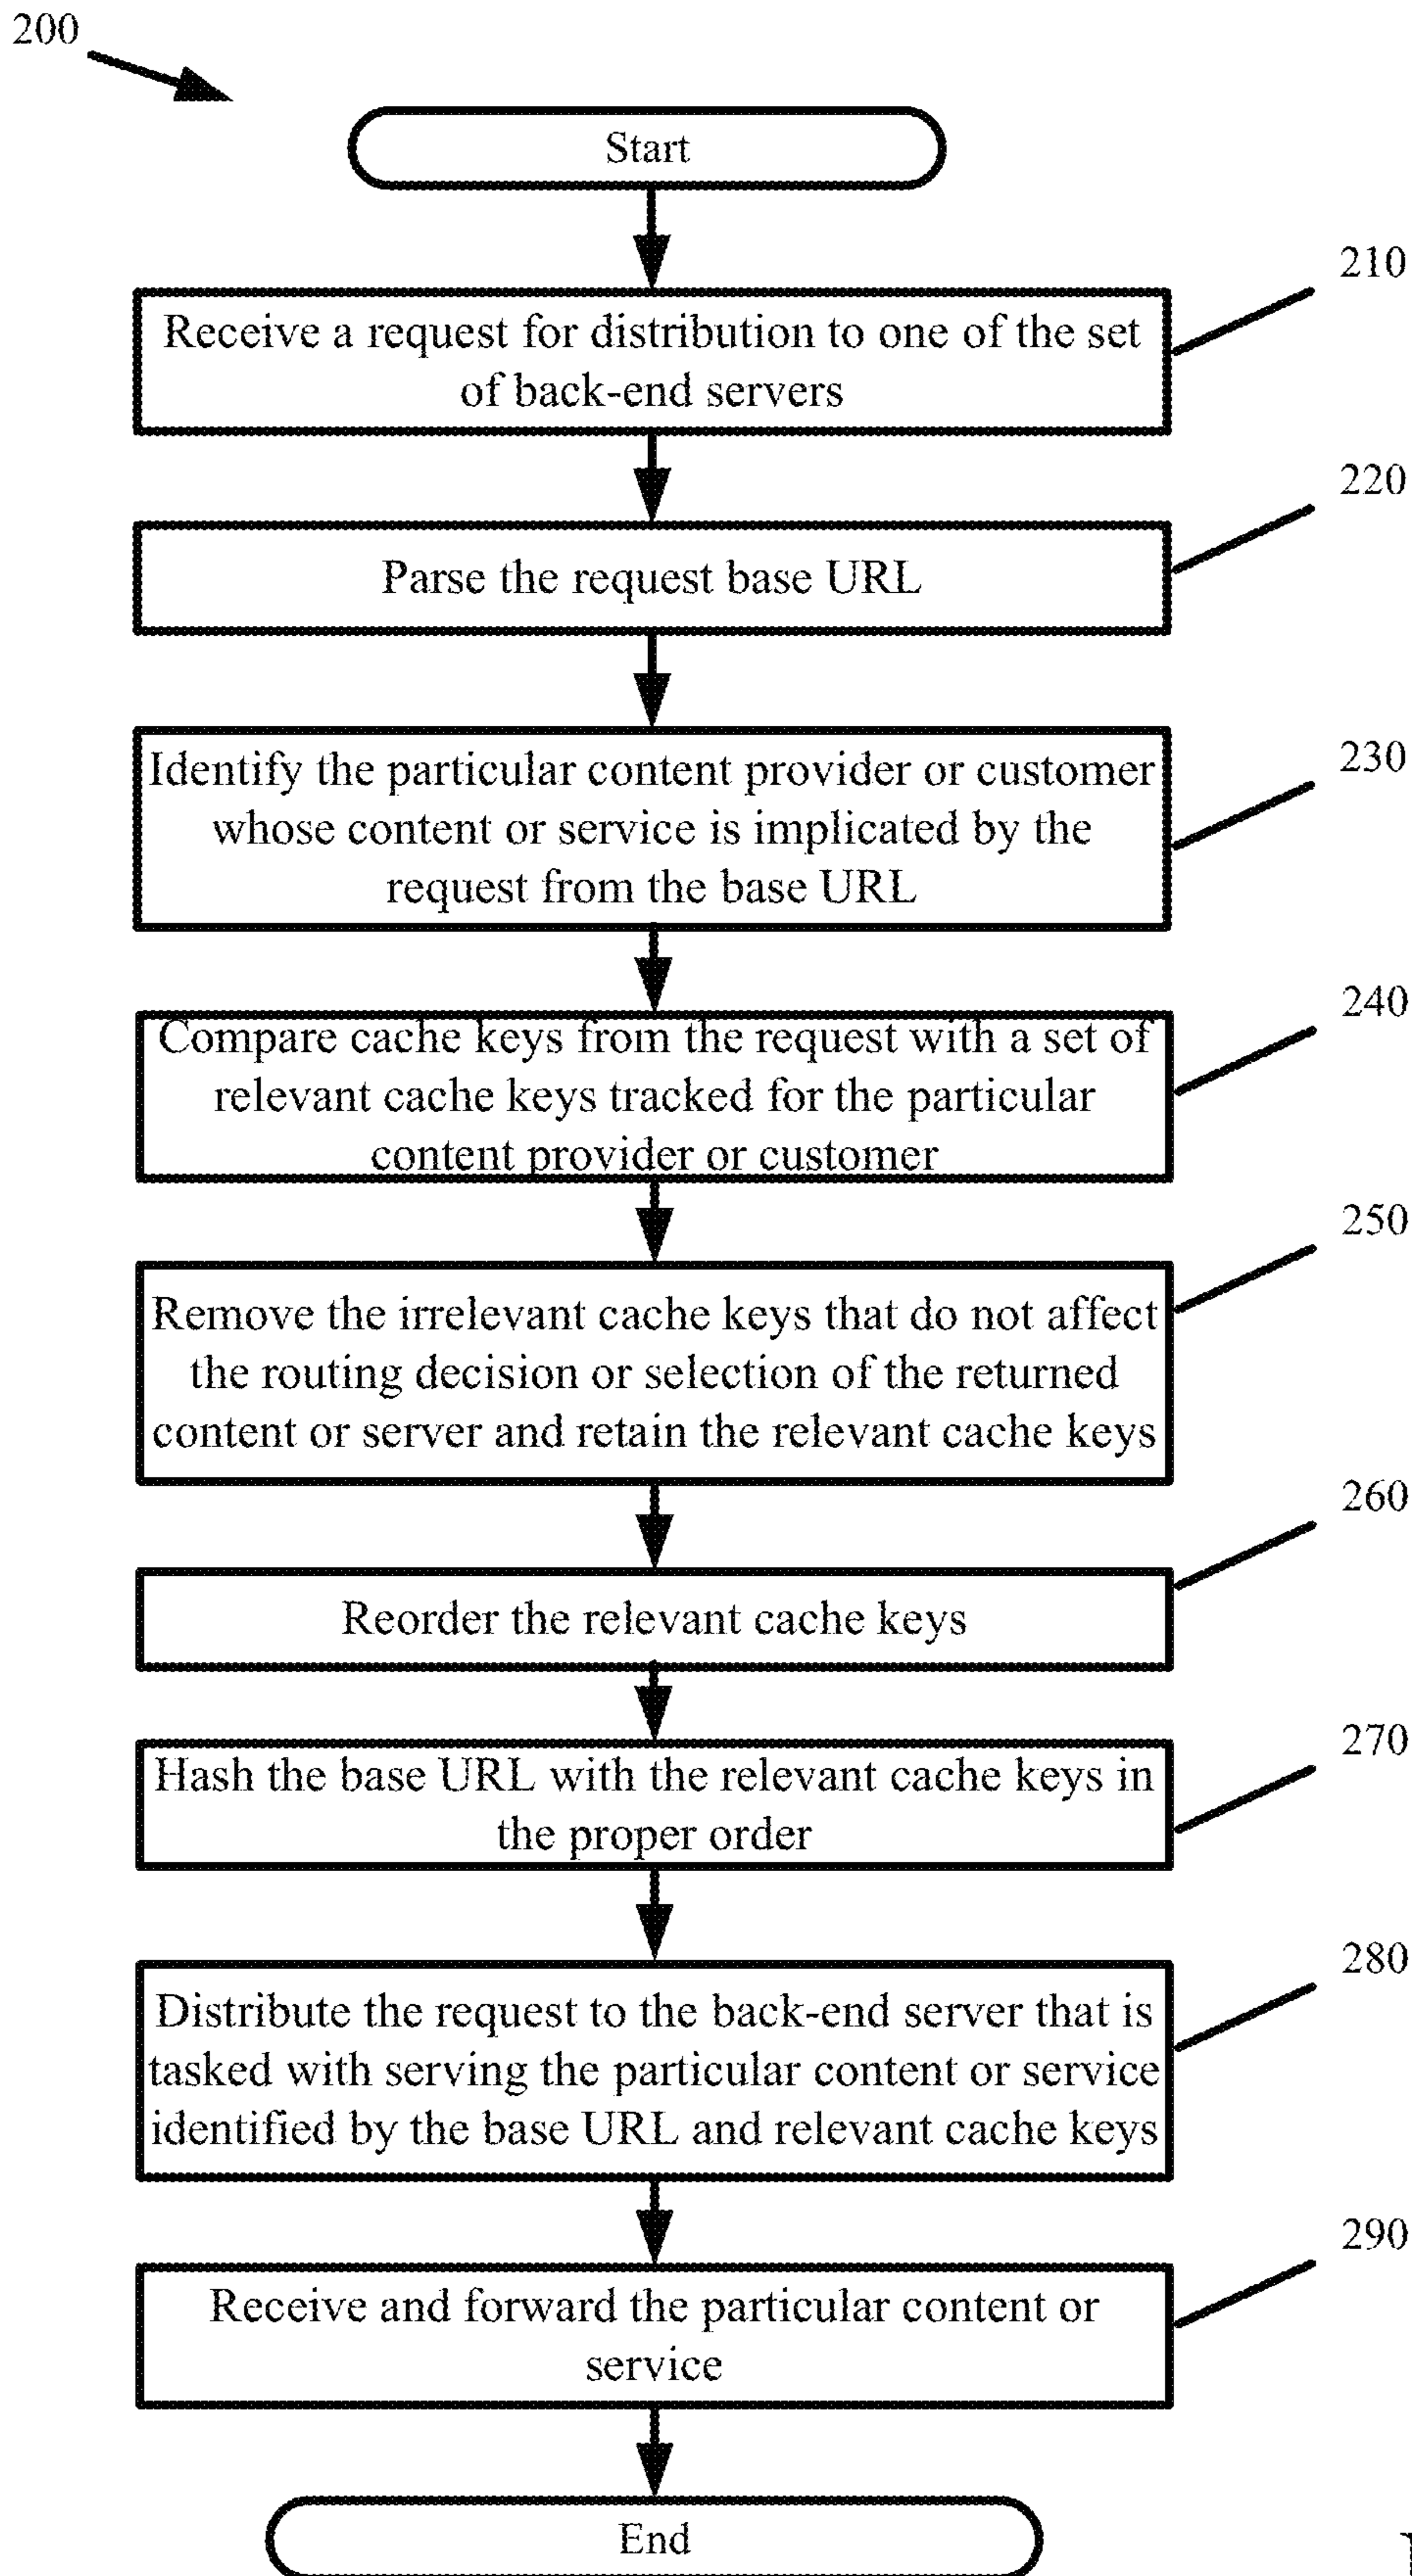 200
Start
210
Receive a request for distribution to one of the set
of back-end servers
220
Parse the request base URL
230
Identify the particular content provider or customer
whose content or service is implicated by the
request from the base URL
240
Compare cache keys from the request with a set of
relevant cache keys tracked for the particular
content provider or customer
250
Remove the irrelevant cache keys that do not affect
the routing decision or selection of the returned
content or server and retain the relevant cache keys
260
Reorder the relevant cache keys
270
Hash the base URL with the relevant cache keys in
the proper order
280
Distribute the request to the back-end server that is
tasked with serving the particular content or service
identified by the base URL and relevant cache keys
290
Receive and forward the particular content or
service
End